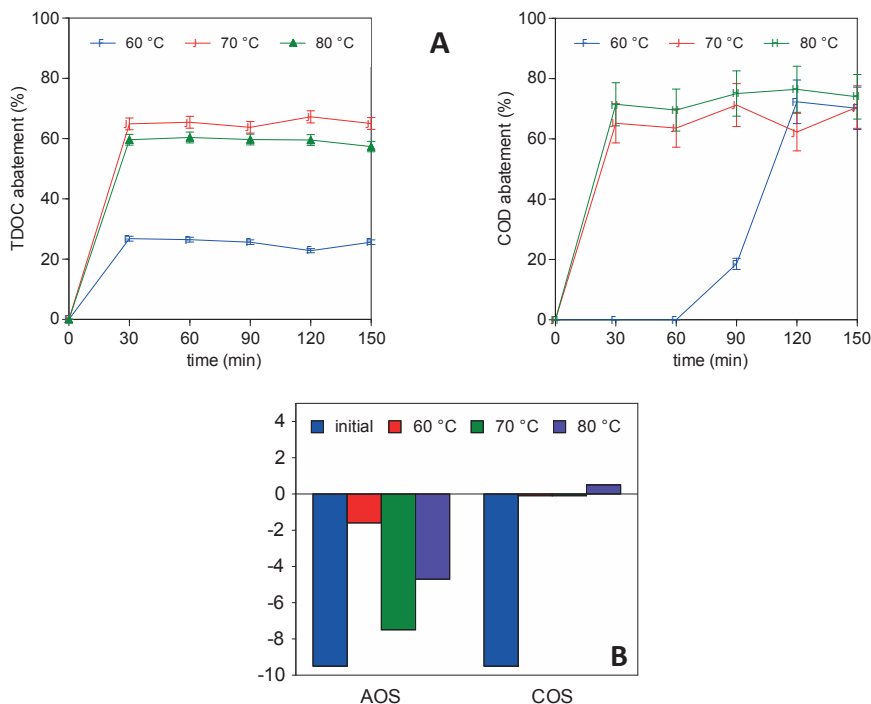 60 °C 70 °C 80 °C
A
TDOC abatement (%)
100
80
60
40
20
0
0 30 60 90 120 150
time (min)
60 °C 70 °C 80 °C
COD abatement (%)
100
80
60
40
20
0
0 30 60 90 120 150
time (min)
initial 60 °C 70 °C 80 °C
4
2
0
-2
-4
-6
-8
-10
B
AOS COS